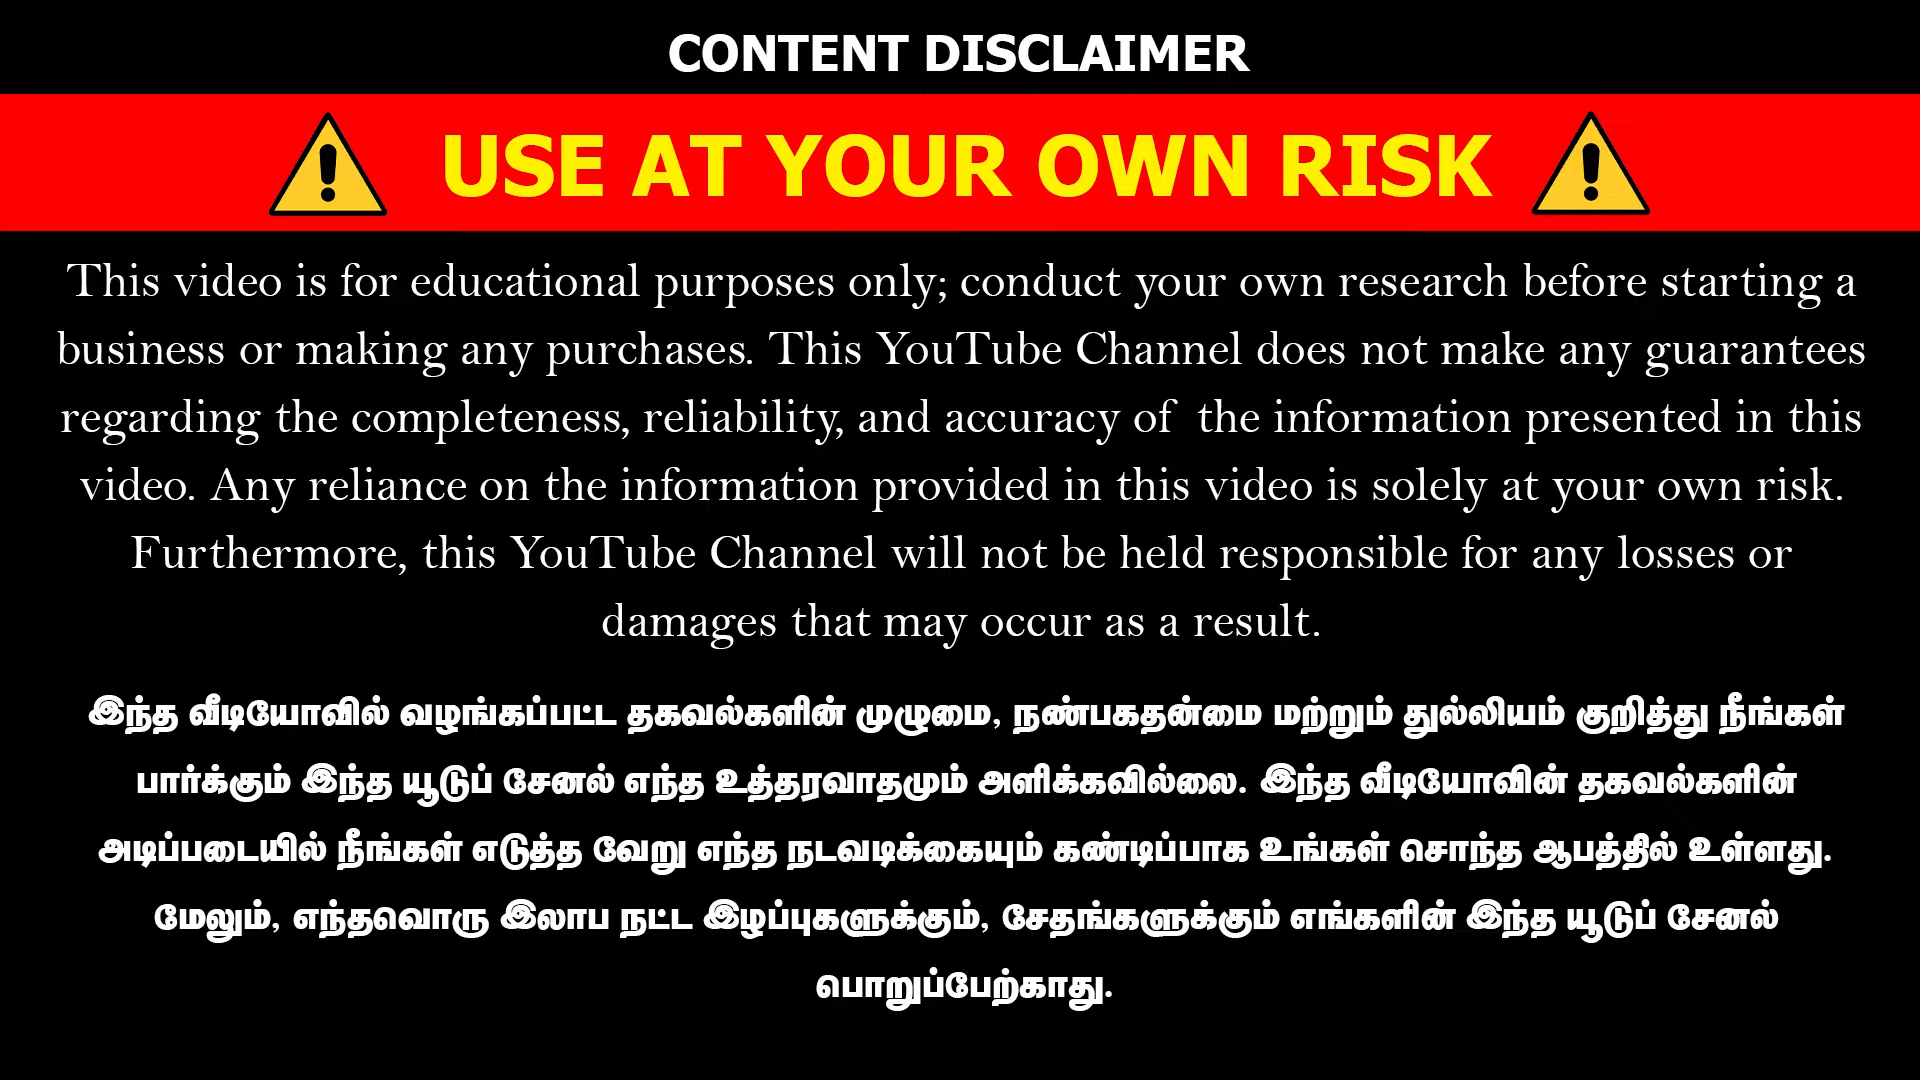 CONTENT DISCLAIMER
USE AT YOUR OWN RISK
This video is for educational purposes only; conduct your own research before starting a
business or making any purchases. This YouTube Channel does not make any guarantees
regarding the completeness, reliability, and accuracy of the information presented in this
video. Any reliance on the information provided in this video is solely at your own risk.
Furthermore, this YouTube Channel will not be held responsible for any losses or
damages that may occur as a result.
இந்த வீடியோவில் வழங்கப்பட்ட தகவல்களின் முழுமை, நண்பகதன்மை மற்றும் துல்லியம் குறித்து நீங்கள்
பார்க்கும் இந்த யூடுப் சேனல் எந்த உத்தரவாதமும் அளிக்கவில்லை. இந்த வீடியோவின் தகவல்களின்
அடிப்படையில் நீங்கள் எடுத்த வேறு எந்த நடவடிக்கையும் கண்டிப்பாக உங்கள் சொந்த ஆபத்தில் உள்ளது.
மேலும், எந்தவொரு இலாப நட்ட இழப்புகளுக்கும், சேதங்களுக்கும் எங்களின் இந்த யூடுப் சேனல்
பொறுப்பேற்காது.